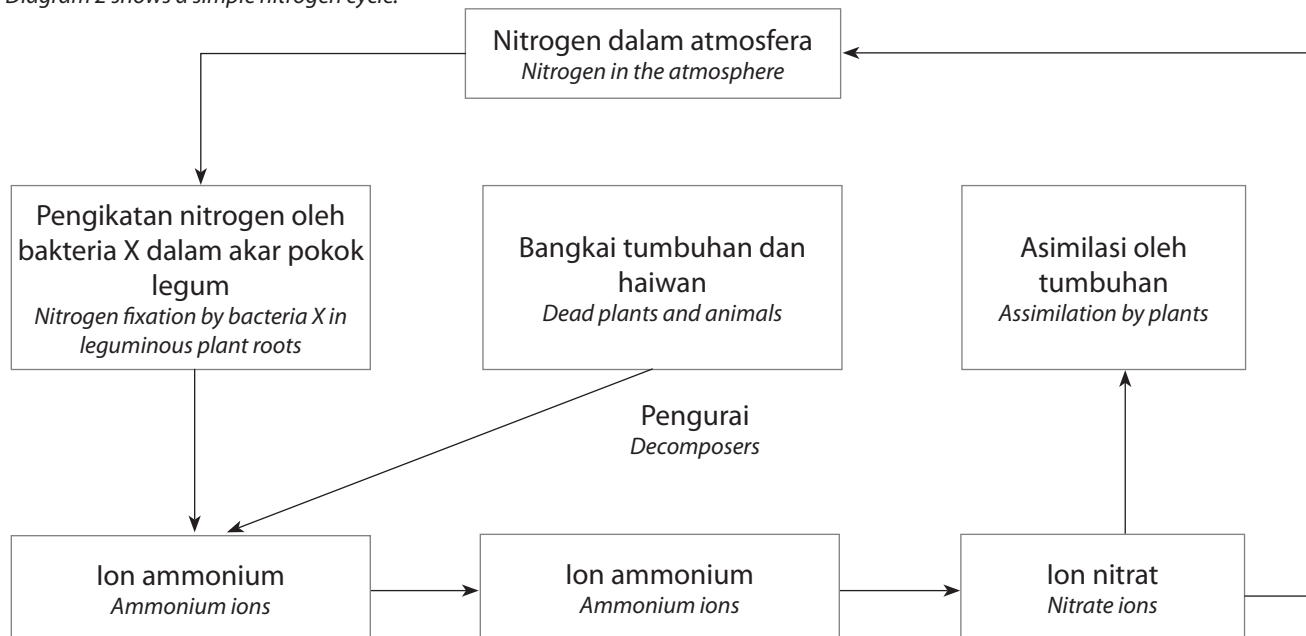 Diagram 2 shows a simple nitrogen cycle.
Nitrogen dalam atmosfera
Nitrogen in the atmosphere
Pengikatan nitrogen oleh
bakteria X dalam akar pokok
legum
Nitrogen fixation by bacteria X in
leguminous plant roots
Bangkai tumbuhan dan
haiwan
Dead plants and animals
Asimilasi oleh
tumbuhan
Assimilation by plants
Pengurai
Decomposers
Ion ammonium
Ammonium ions
Ion ammonium
Ammonium ions
Ion nitrat
Nitrate ions